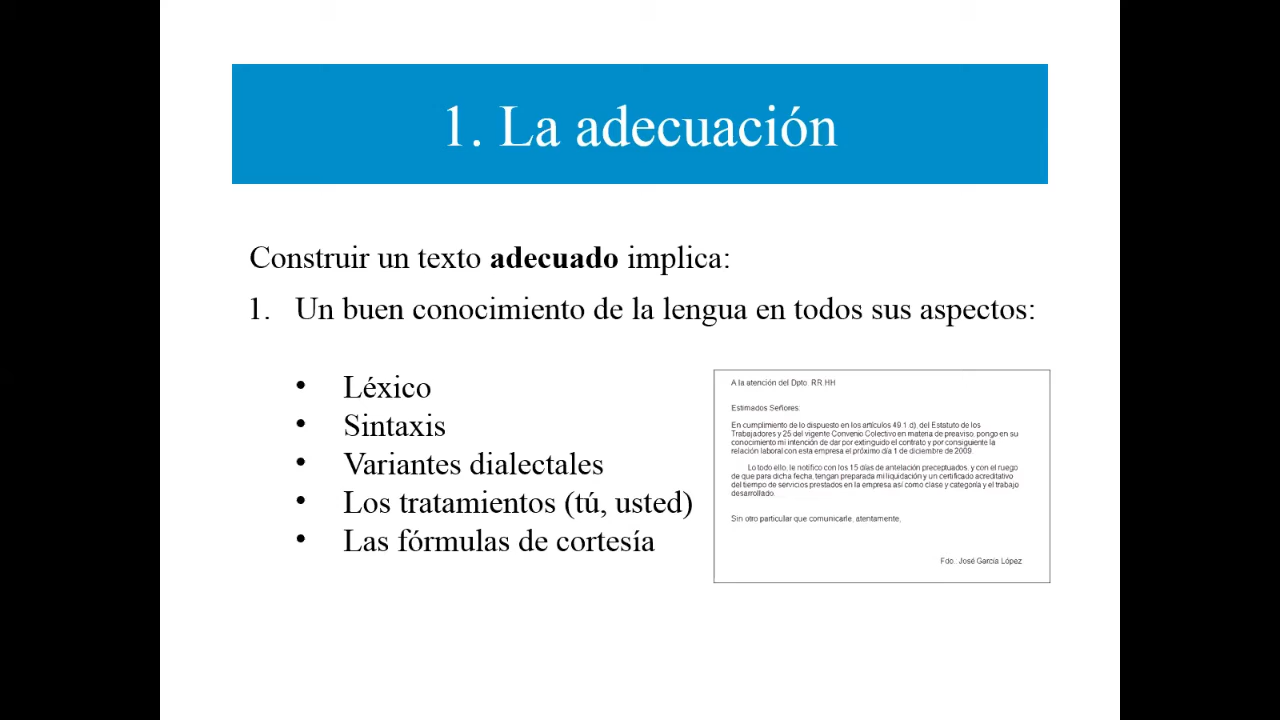 1. La adecuación
Construir un texto adecuado implica:
1. Un buen conocimiento de la lengua en todos sus aspectos:
• Léxico
• Sintaxis
• Variantes dialectales
• Los tratamientos (tú, usted)
• Las fórmulas de cortesía
A la atención del Dpto. RR.HH
Estimados Señores:
En cumplimiento de lo dispuesto en los artículos 49.1.d), del Estatuto de los
Trabajadores y 25 del vigente Convenio Colectivo en materia de preaviso, pongo en su
conocimiento mi intención de dar por extinguido el contrato y por consiguiente la
relación laboral con esta empresa el próximo día 1 de diciembre de 2009.
Lo todo ello, le notifico con los 15 días de antelación preceptuados, y con el ruego
de que para dicha fecha, tengan preparada mi liquidación y un certificado acreditativo
del tiempo de servicios prestados en la empresa así como clase y categoría y el trabajo
desarrollado.
Sin otro particular que comunicarle, atentamente,
Fdo.: José García López